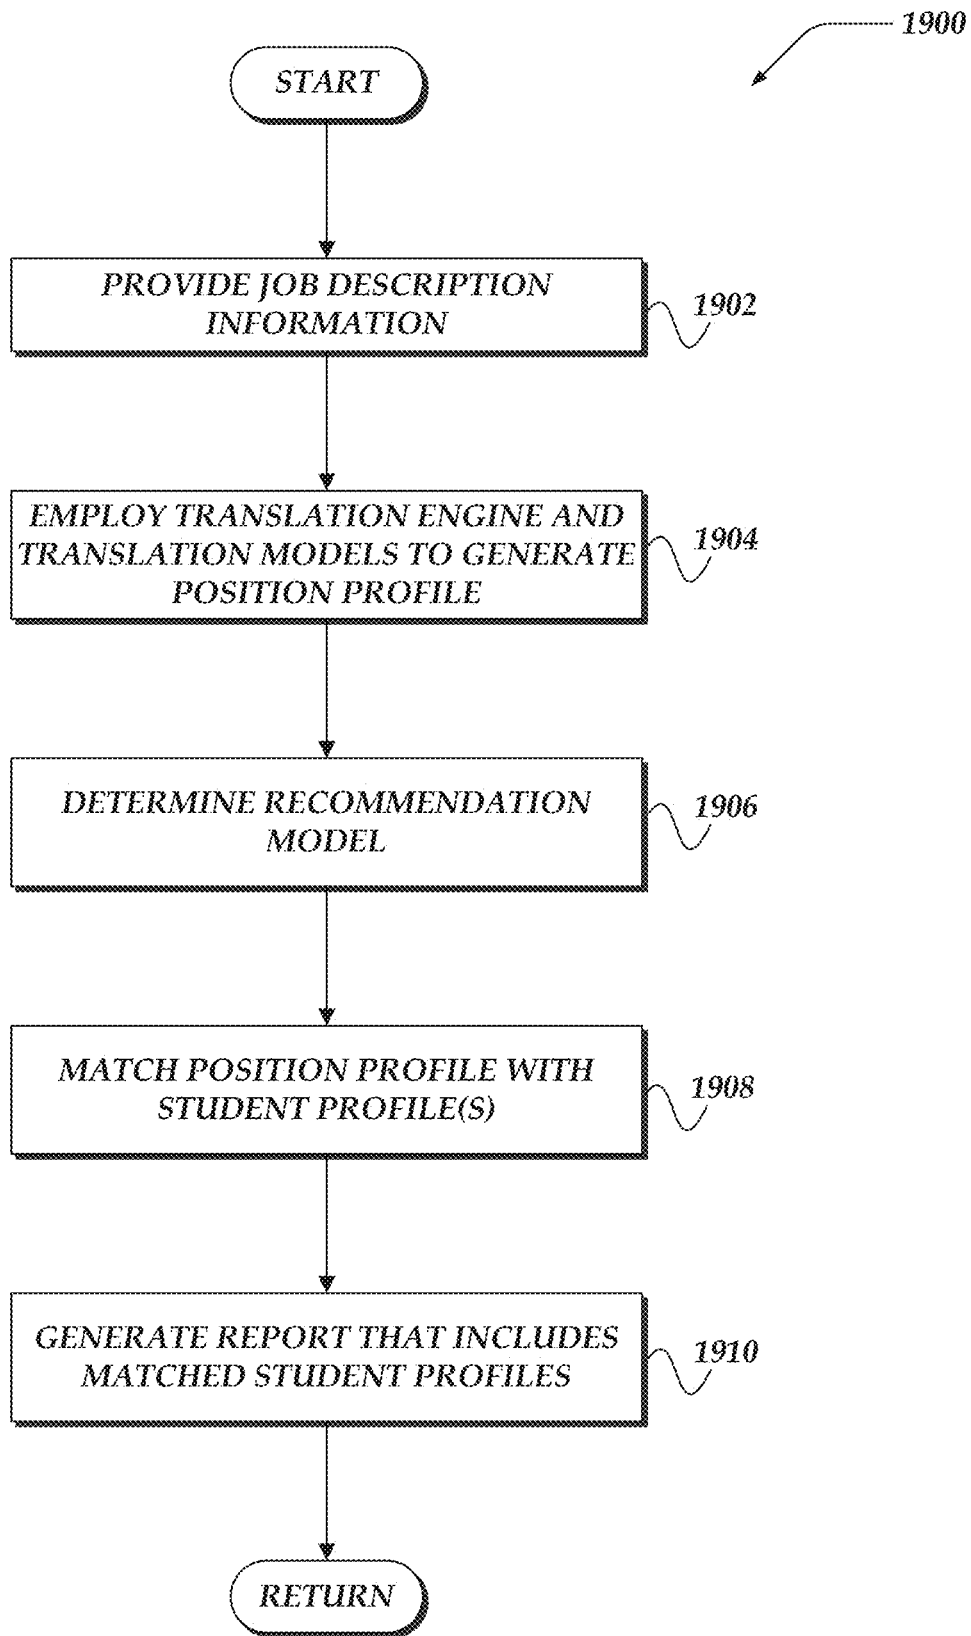 1900
START
PROVIDE JOB DESCRIPTION
INFORMATION
1902
EMPLOY TRANSLATION ENGINE AND
TRANSLATION MODELS TO GENERATE
POSITION PROFILE
1904
DETERMINE RECOMMENDATION
MODEL
1906
MATCH POSITION PROFILE WITH
STUDENT PROFILE(S)
1908
GENERATE REPORT THAT INCLUDES
MATCHED STUDENT PROFILES
1910
RETURN